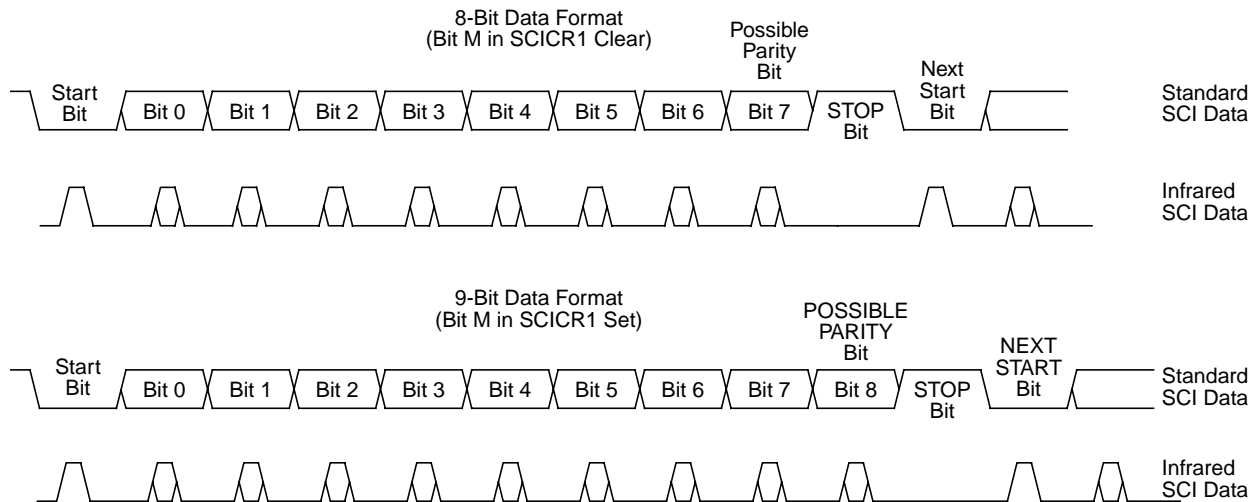 8-Bit Data Format
(Bit M in SCICR1 Clear)
Possible
Parity
Bit
Start
Bit
Bit 0
Bit 1
Bit 2
Bit 3
Bit 4
Bit 5
Bit 6
Bit 7
STOP
Bit
Next
Start
Bit
Standard
SCI Data
Infrared
SCI Data
9-Bit Data Format
(Bit M in SCICR1 Set)
POSSIBLE
PARITY
Bit
Start
Bit
Bit 0
Bit 1
Bit 2
Bit 3
Bit 4
Bit 5
Bit 6
Bit 7
Bit 8
STOP
Bit
NEXT
START
Bit
Standard
SCI Data
Infrared
SCI Data